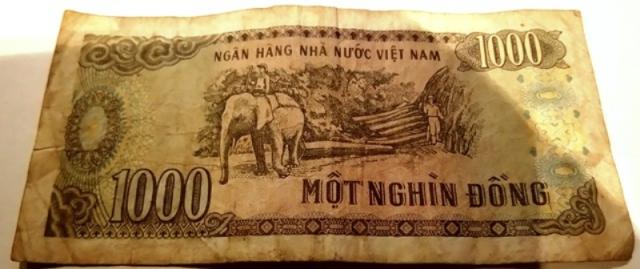 NGÂN HÀNG NHÀ NƯỚC VIỆT NAM
1000
1000
MỘT NGHÌN ĐỒNG